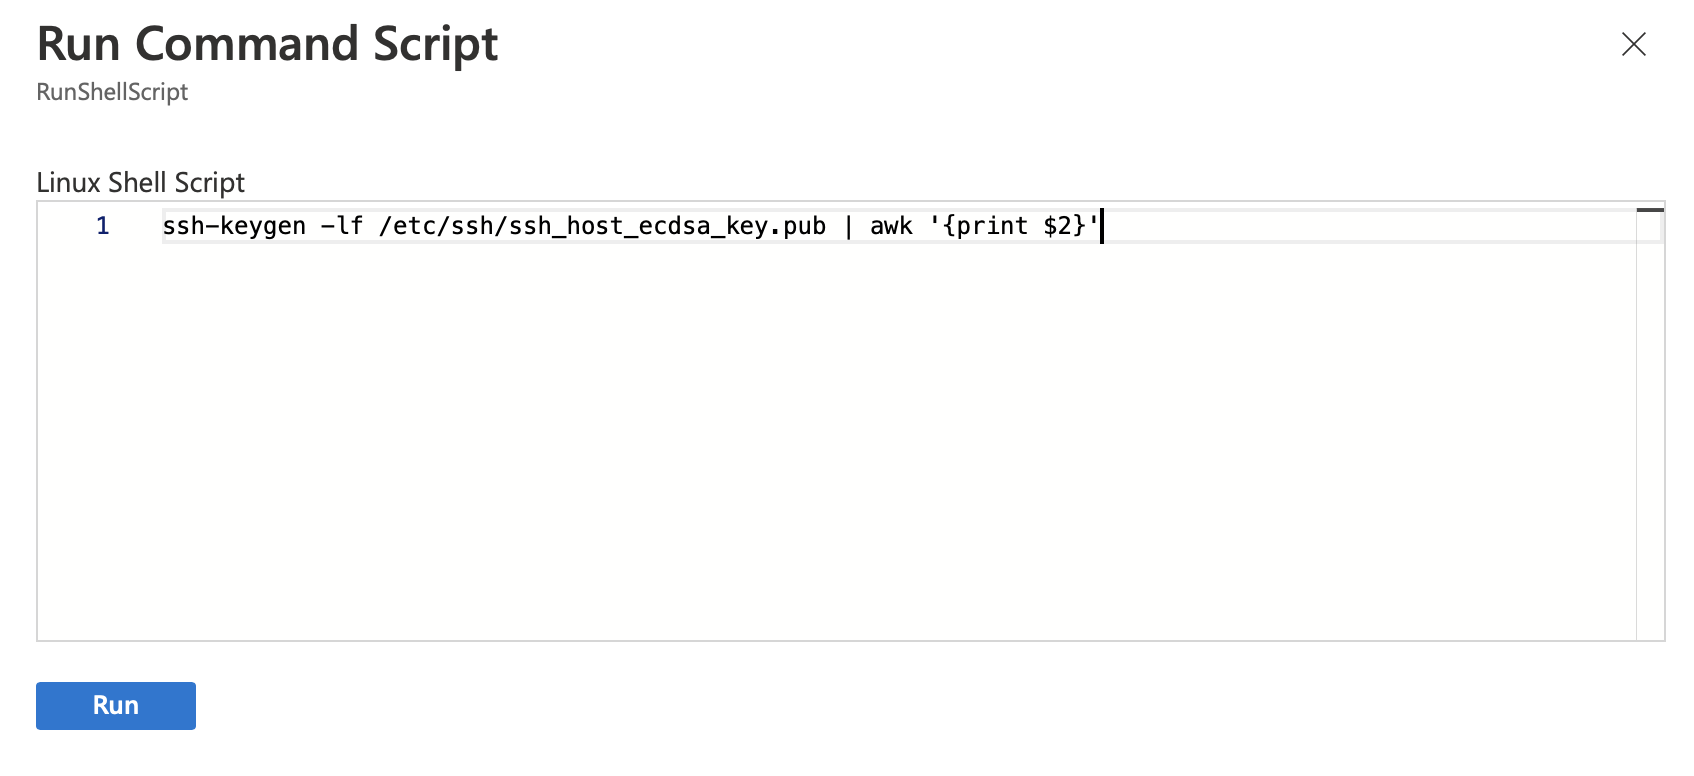 Run Command Script
RunShellScript
Linux Shell Script
1 ssh-keygen -lf /etc/ssh/ssh_host_ecdsa_key.pub | awk '{print $2}'
Run